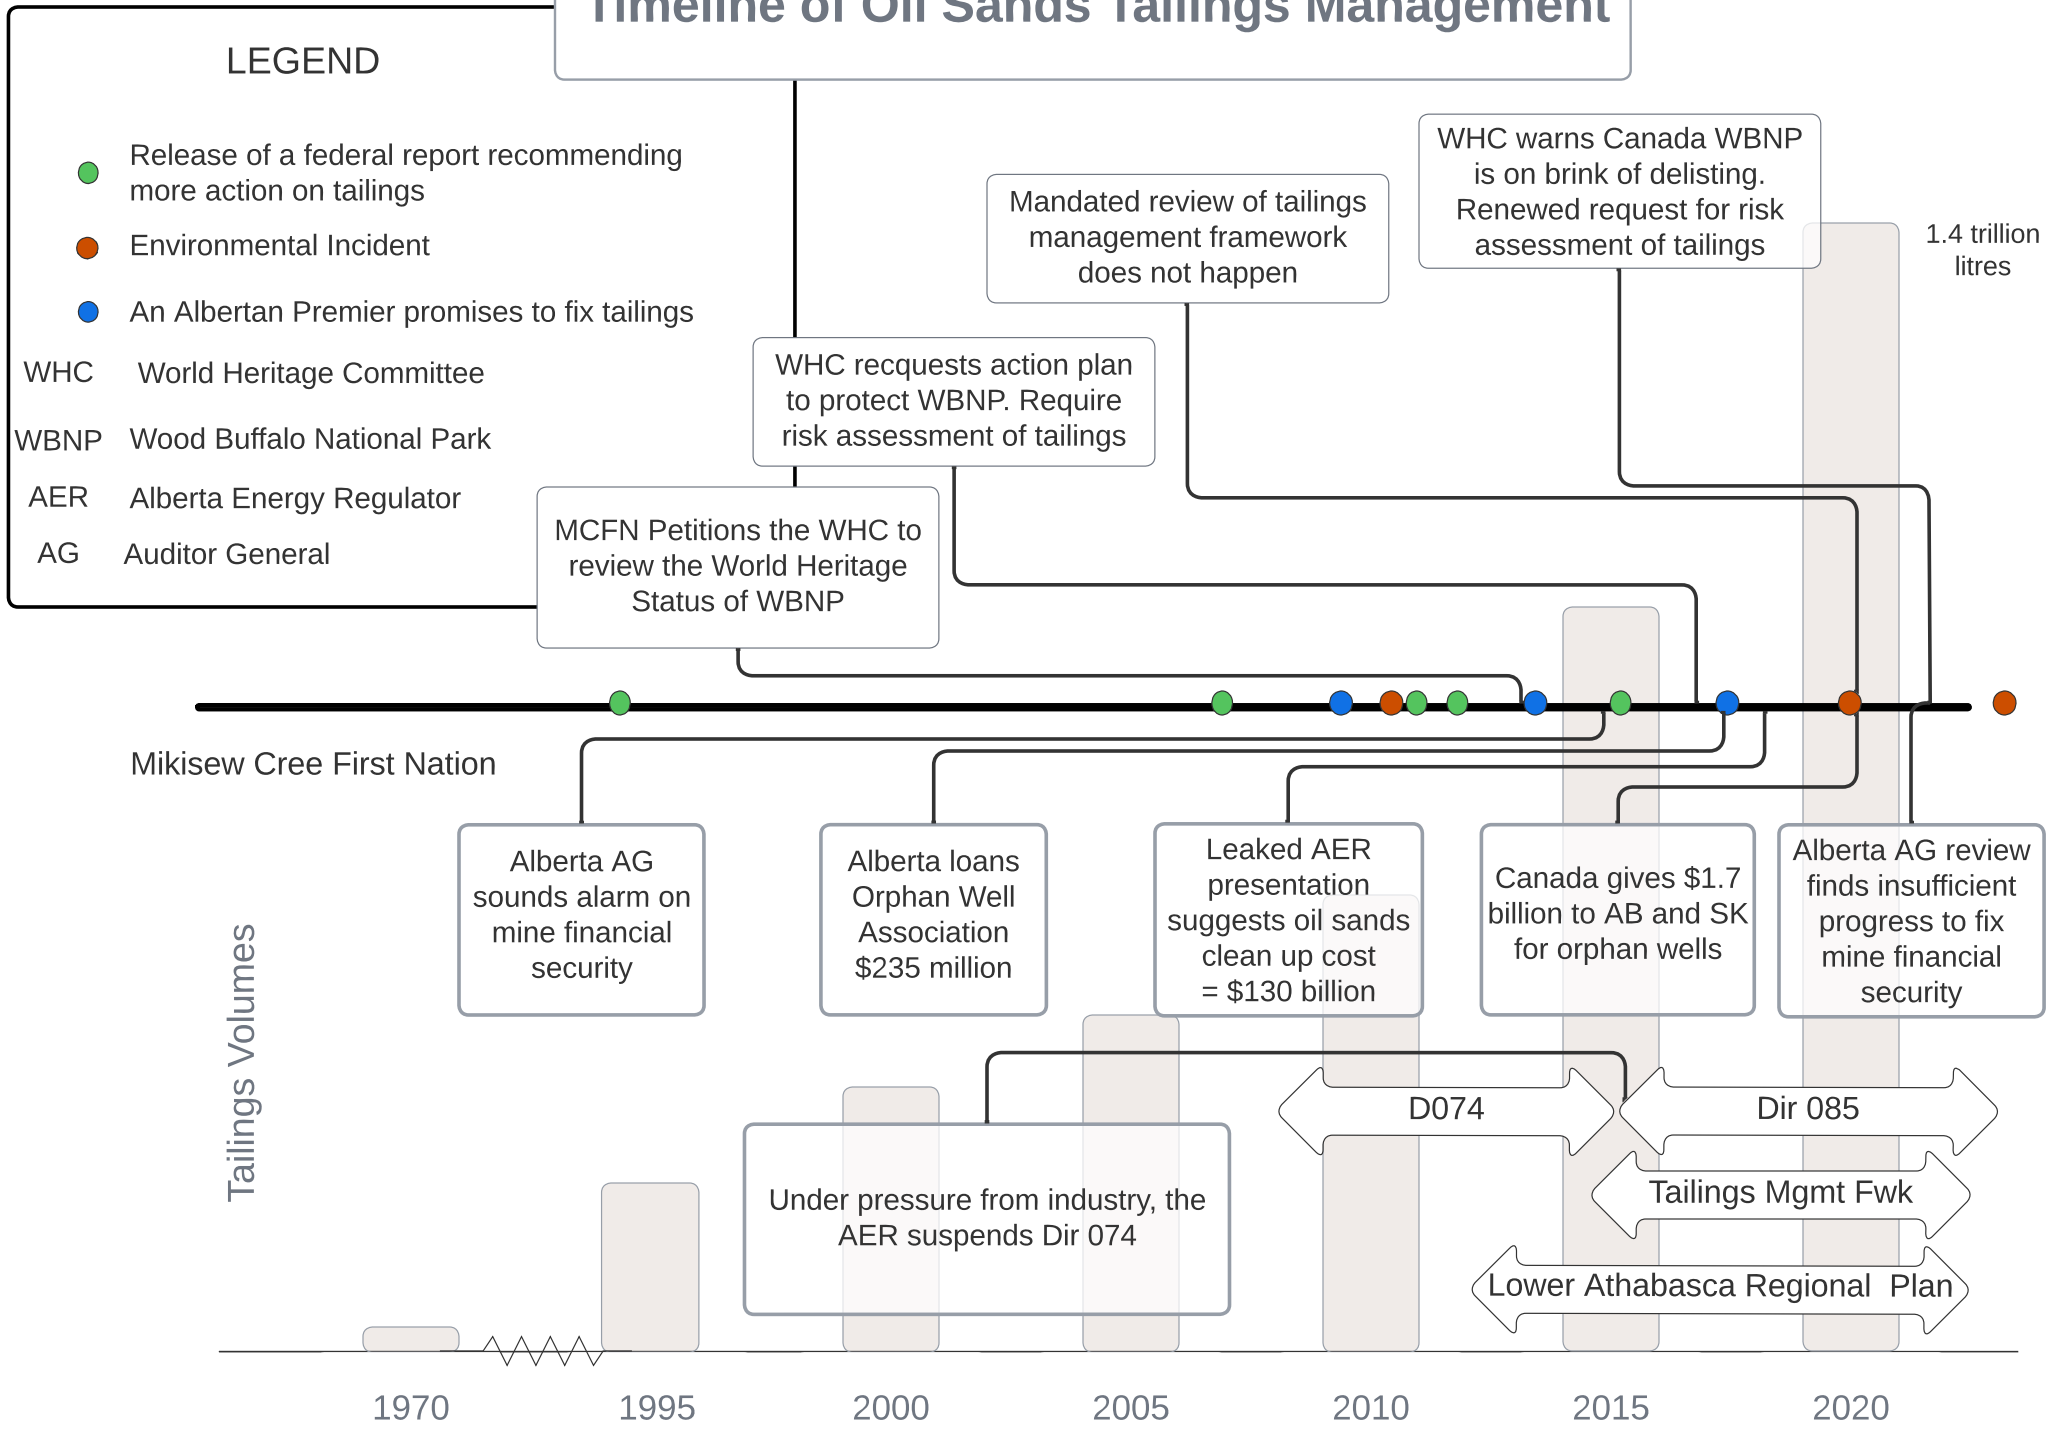 Timeline of Oil Sands Tailings Management
LEGEND
Release of a federal report recommending
more action on tailings
Environmental Incident
An Albertan Premier promises to fix tailings
WHC World Heritage Committee
WBNP Wood Buffalo National Park
AER Alberta Energy Regulator
AG Auditor General
WHC warns Canada WBNP
is on brink of delisting.
Renewed request for risk
assessment of tailings
Mandated review of tailings
management framework
does not happen
1.4 trillion
litres
WHC recquests action plan
to protect WBNP. Require
risk assessment of tailings
MCFN Petitions the WHC to
review the World Heritage
Status of WBNP
Mikisew Cree First Nation
Alberta AG
sounds alarm on
mine financial
security
Alberta loans
Orphan Well
Association
$235 million
Leaked AER
presentation
suggests oil sands
clean up cost
= $130 billion
Canada gives $1.7
billion to AB and SK
for orphan wells
Alberta AG review
finds insufficient
progress to fix
mine financial
security
Tailings Volumes
D074
Dir 085
Tailings Mgmt Fwk
Under pressure from industry, the
AER suspends Dir 074
Lower Athabasca Regional Plan
1970 1995 2000 2005 2010 2015 2020